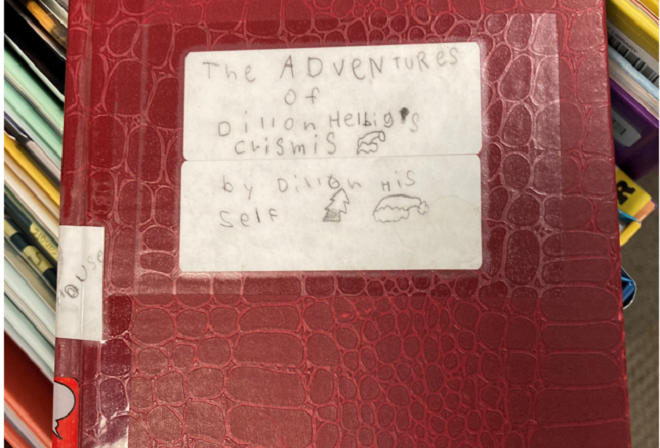 The ADVENTURES
of
Dillon Helbig's
crismis
by Dillon His
Self